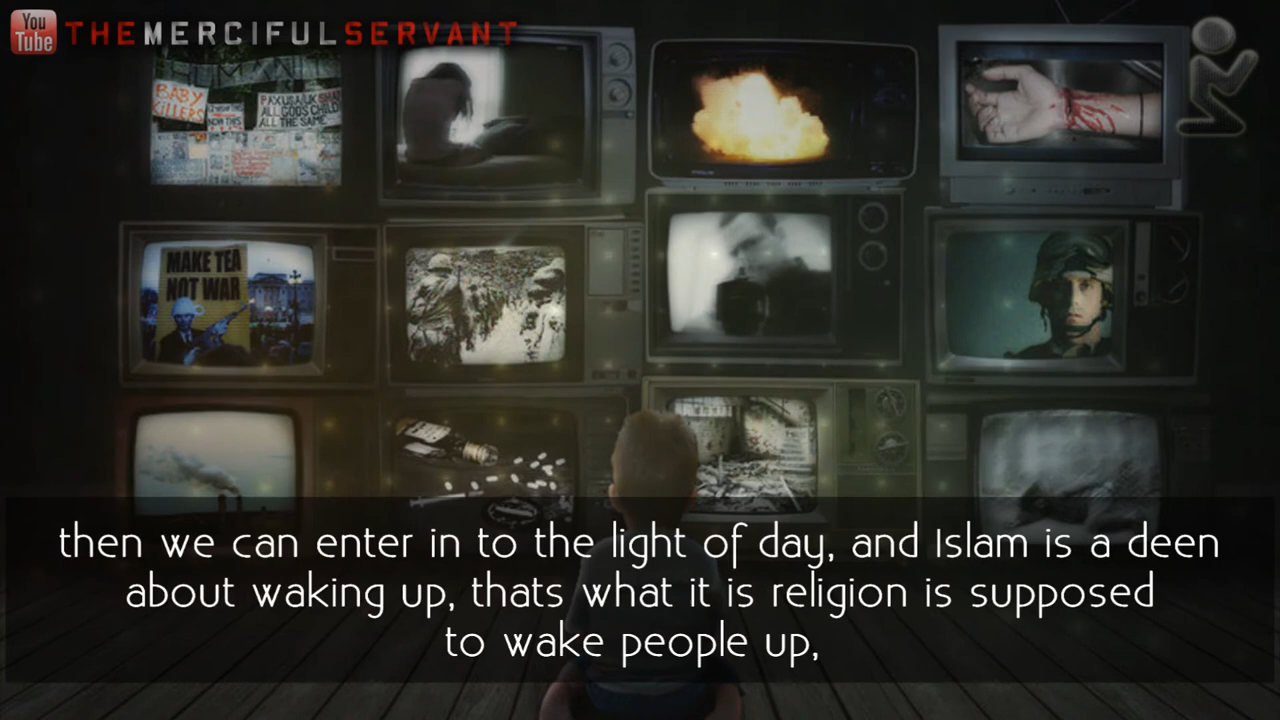 You
Tube
THEMERCIFULSERVANT
BABY
KILLERS
ALL GODS CHILD
ALL THE SAME
MAKE TEA
NOT WAR
then we can enter in to the light of day, and Islam is a deen
about waking up, thats what it is religion is supposed
to wake people up,